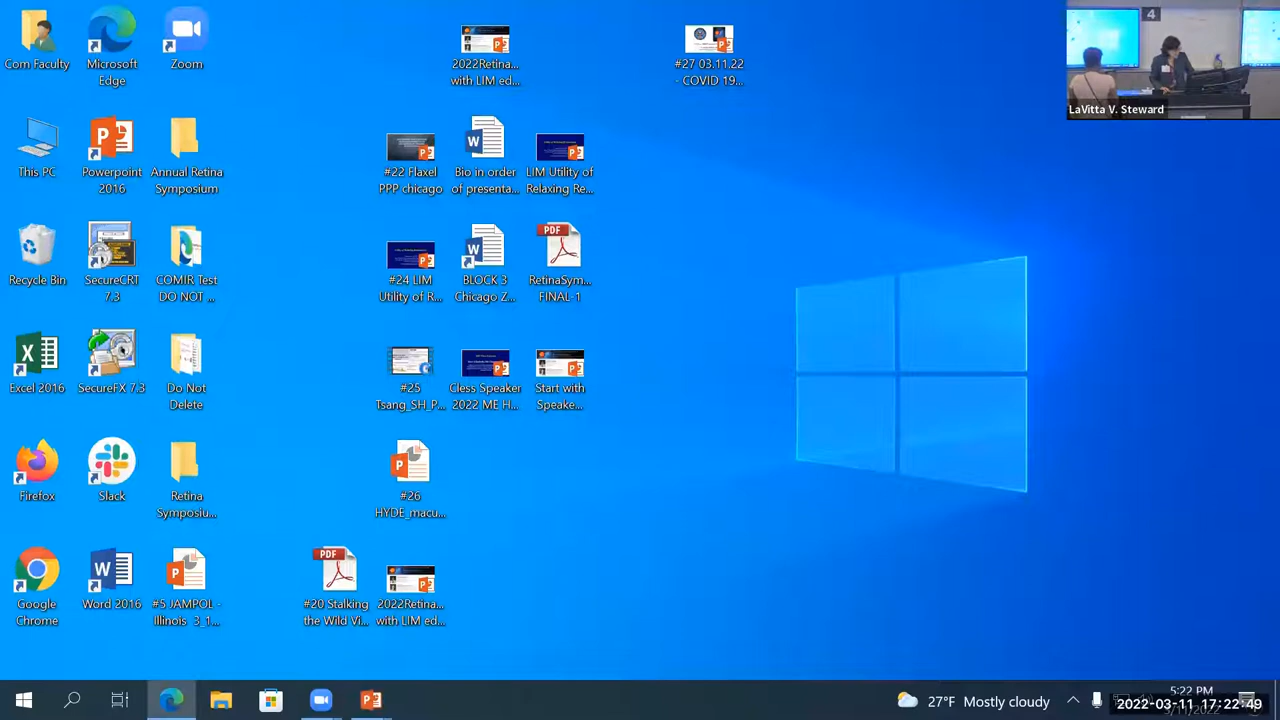 Com Faculty
Microsoft
Edge
Zoom
2022Retina...
with LIM ed...
#27 03.11.22
- COVID 19...
4
LaVitta V. Steward
This PC
Powerpoint
2016
Annual Retina
Symposium
#22 Flaxel
PPP chicago
Bio in order
of presenta...
LIM Utility of
Relaxing Re...
Recycle Bin
SecureCRT
7.3
COMIR Test
DO NOT ...
#24 LIM
Utility of R...
BLOCK 3
Chicago Z...
PDF
RetinaSym...
FINAL-1
Excel 2016
SecureFX 7.3
Do Not
Delete
#25
Tsang_SH_P...
Cless Speaker
2022 ME H...
Start with
Speake...
Firefox
Slack
Retina
Symposiu...
#26
HYDE_macu...
Google
Chrome
Word 2016
#5 JAMPOL -
Illinois 3_1...
PDF
#20 Stalking
the Wild Vi...
2022Retina...
with LIM ed...
27°F Mostly cloudy
5:22 PM
2022-03-11 17:22:49